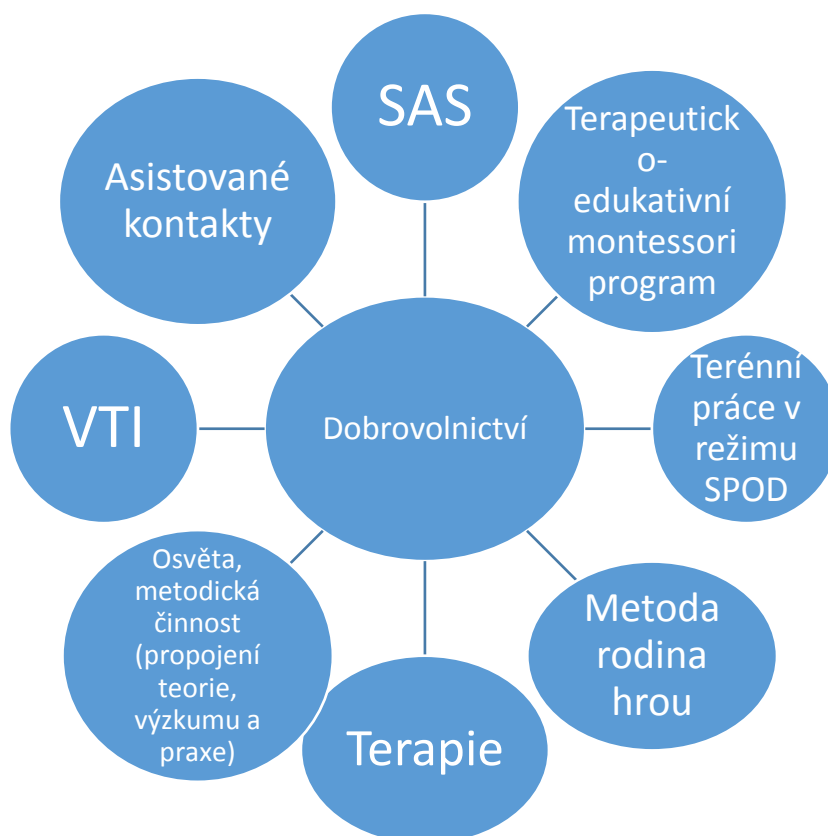 SAS
Terapeutick
o-
edukativní
montessori
program
Terénní
práce v
režimu
SPOD
Metoda
rodina
hrou
Terapie
Osvěta,
metodická
činnost
(propojení
teorie,
výzkumu a
praxe)
VTI
Asistované
kontakty
Dobrovolnictví